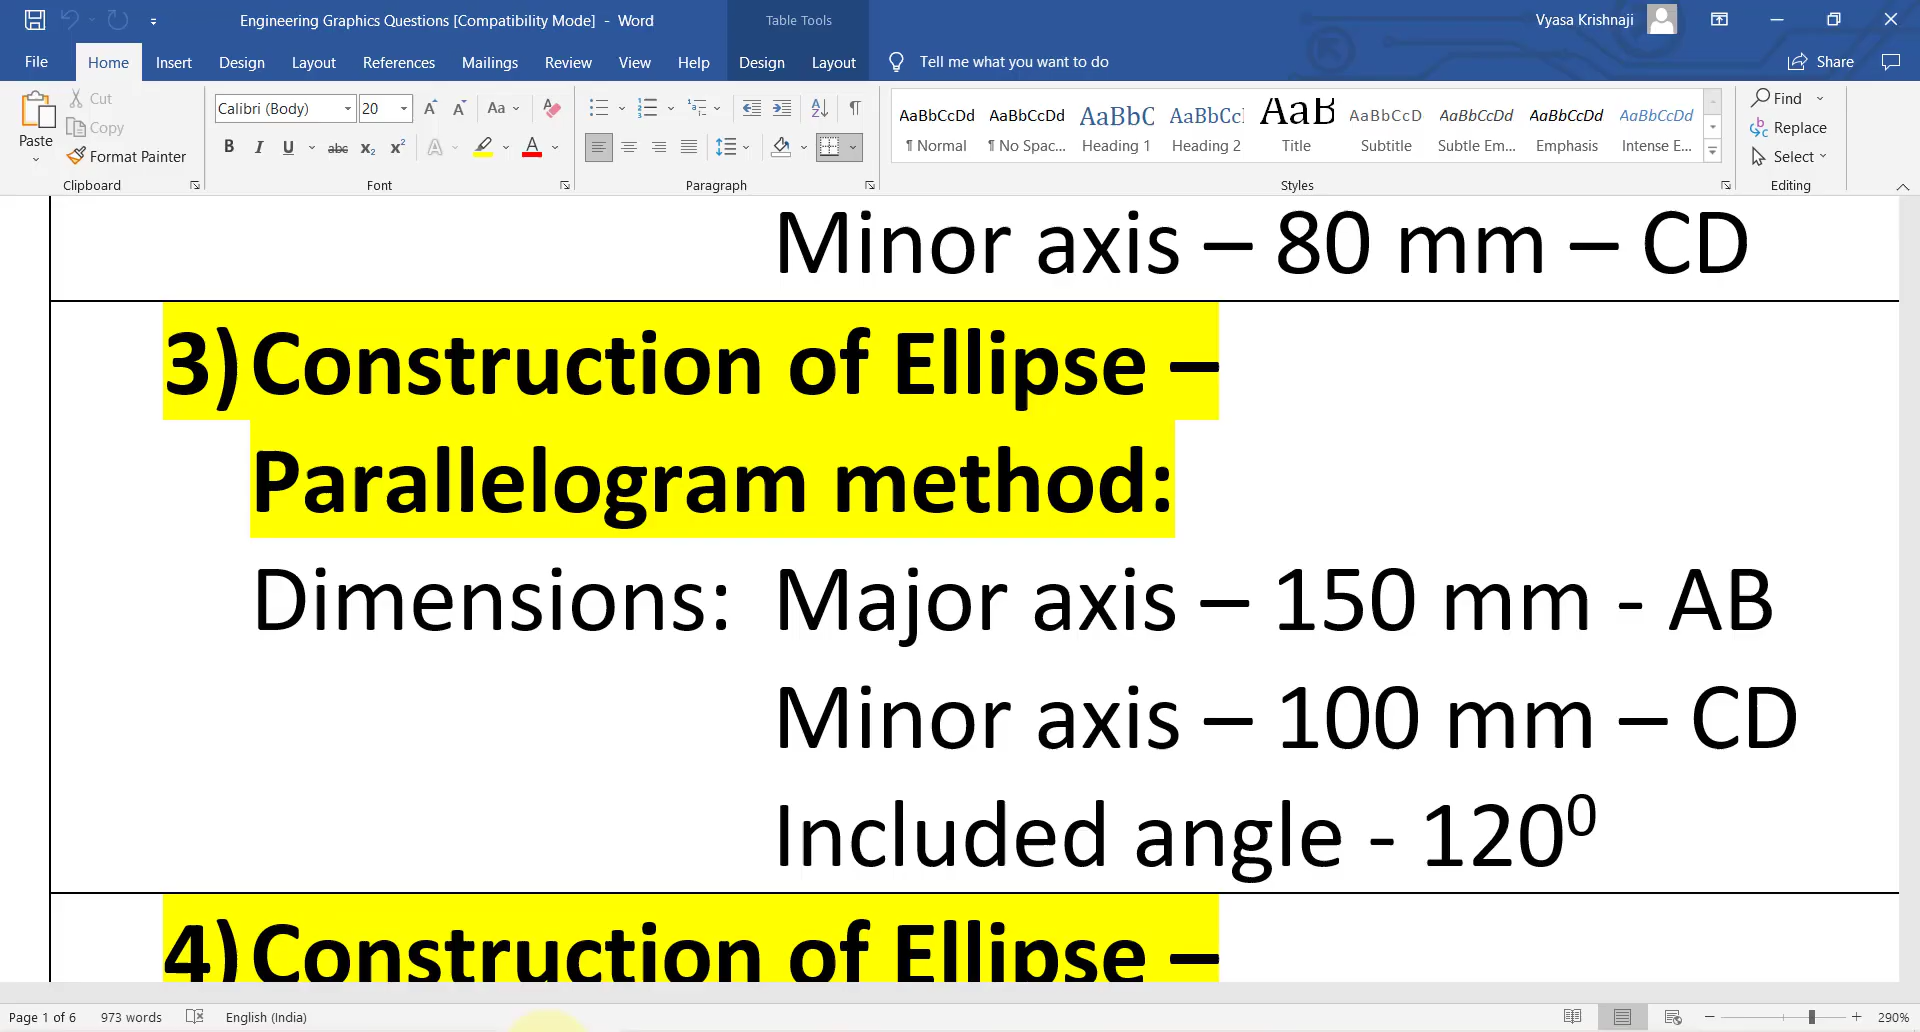 Engineering Graphics Questions [Compatibility Mode] - Word
Table Tools
Vyasa Krishnaji
File Home Insert Design Layout References Mailings Review View Help Design Layout Tell me what you want to do Share
Paste
Cut
Copy
Format Painter
Clipboard
Calibri (Body) 20
Aa
B I U abc x₂ x² A A
Font
Paragraph
AaBbCcDd AaBbCcDd AaBbC AaBbCcI AaB AaBbCcD AaBbCcDd AaBbCcDd AaBbCcDd
¶ Normal ¶ No Spac... Heading 1 Heading 2 Title Subtitle Subtle Em... Emphasis Intense E...
Styles
Find
Replace
Select
Editing
Minor axis – 80 mm – CD
3) Construction of Ellipse –
Parallelogram method:
Dimensions: Major axis – 150 mm - AB
Minor axis – 100 mm – CD
Included angle - 120⁰
4) Construction of Ellipse –
Page 1 of 6 973 words English (India) 290%